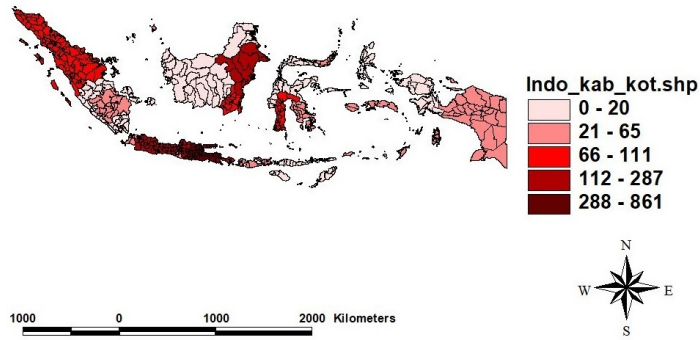 Indo_kab_kot.shp
0 - 20
21 - 65
66 - 111
112 - 287
288 - 861
N
W E
S
1000 0 1000 2000 Kilometers